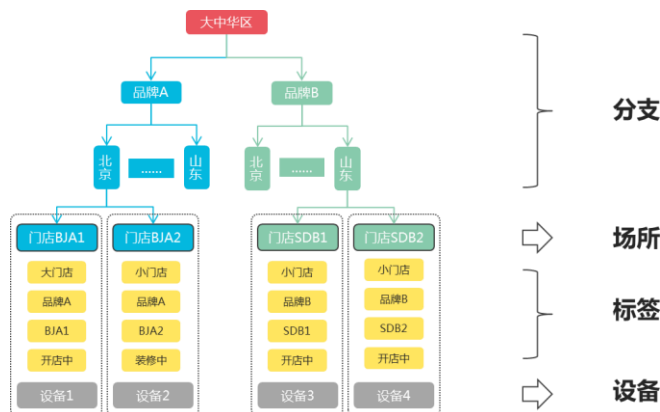 大中华区
品牌A
品牌B
分支
北京
......
山东
北京
......
山东
门店BJA1
门店BJA2
门店SDB1
门店SDB2
场所
大门店
小门店
小门店
小门店
品牌A
品牌A
品牌B
品牌B
标签
BJA1
BJA2
SDB1
SDB2
开店中
装修中
开店中
开店中
设备1
设备2
设备3
设备4
设备